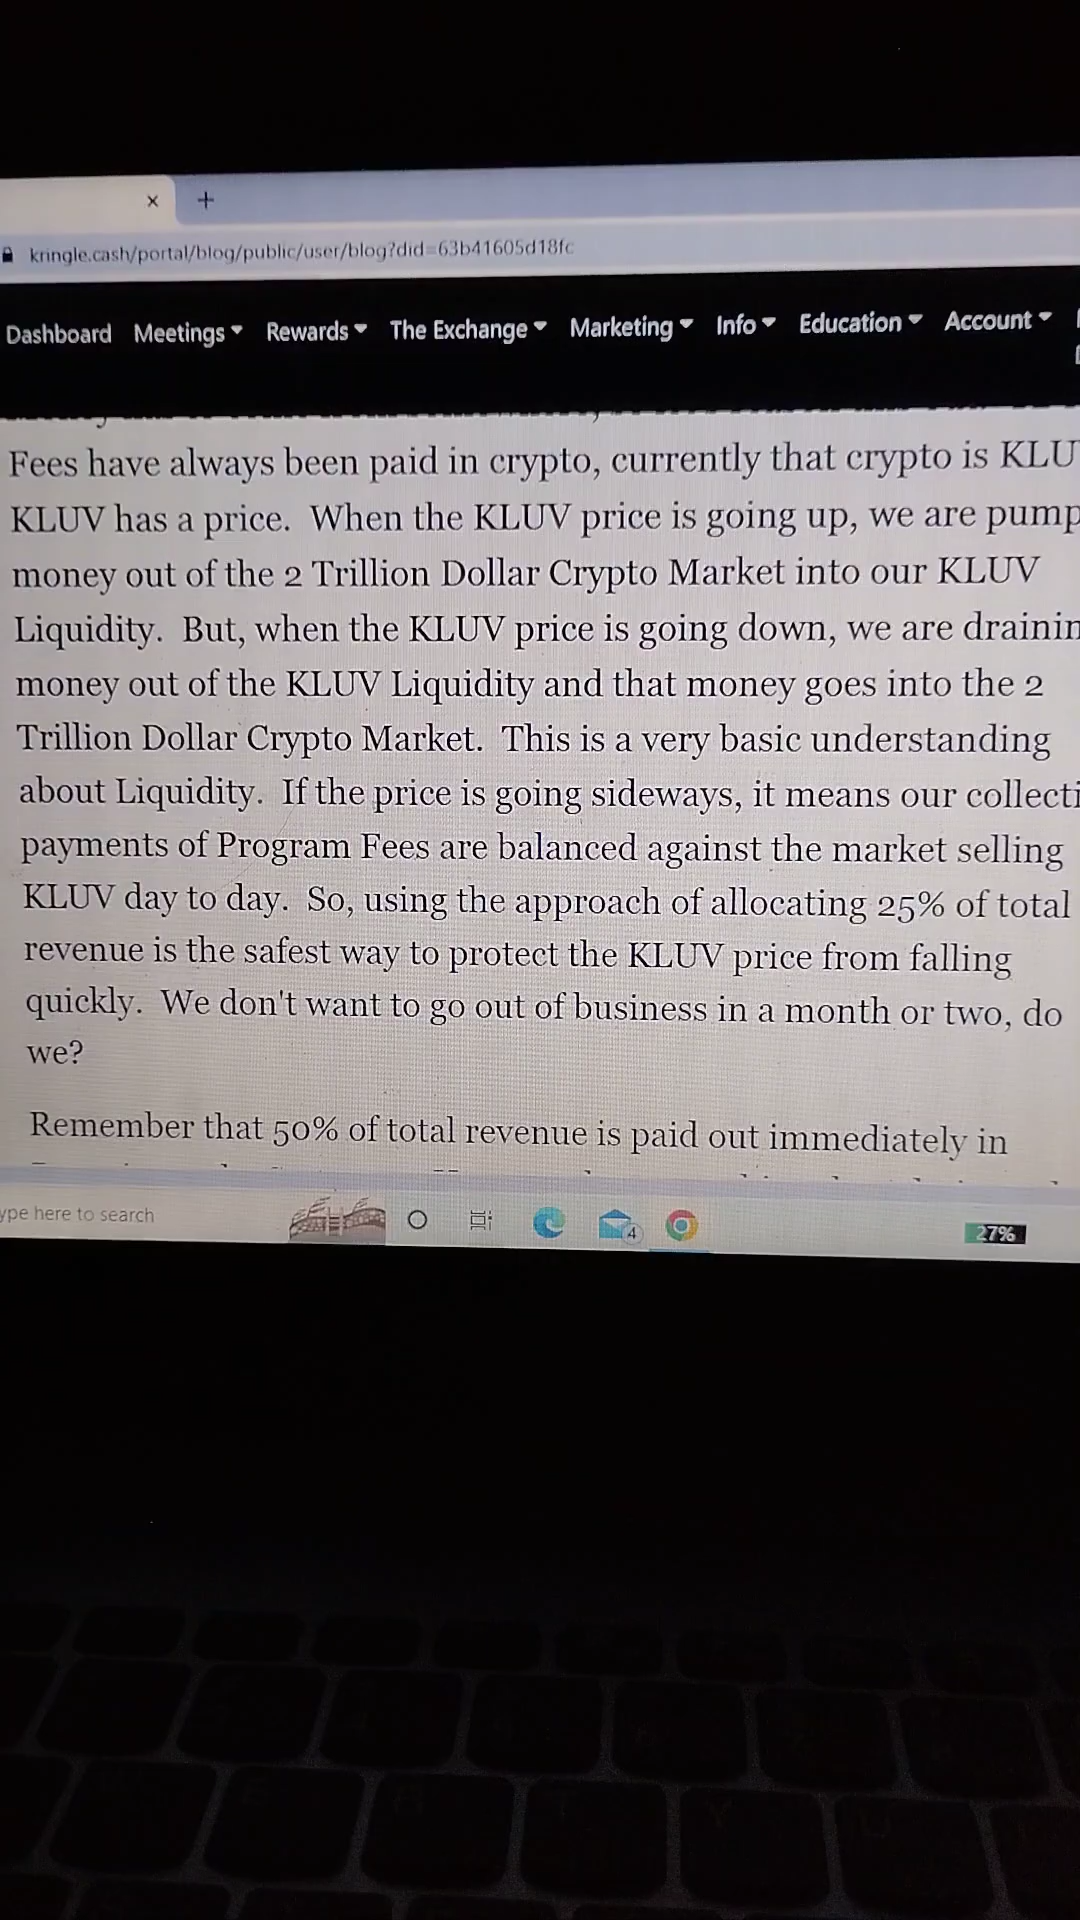 kringle.cash/portal/blog/public/user/blog?did=63b41605d18fc
Dashboard Meetings Rewards The Exchange Marketing Info Education Account
Fees have always been paid in crypto, currently that crypto is KLU
KLUV has a price. When the KLUV price is going up, we are pump
money out of the 2 Trillion Dollar Crypto Market into our KLUV
Liquidity. But, when the KLUV price is going down, we are drainin
money out of the KLUV Liquidity and that money goes into the 2
Trillion Dollar Crypto Market. This is a very basic understanding
about Liquidity. If the price is going sideways, it means our collecti
payments of Program Fees are balanced against the market selling
KLUV day to day. So, using the approach of allocating 25% of total
revenue is the safest way to protect the KLUV price from falling
quickly. We don't want to go out of business in a month or two, do
we?
Remember that 50% of total revenue is paid out immediately in
ype here to search
4
27%